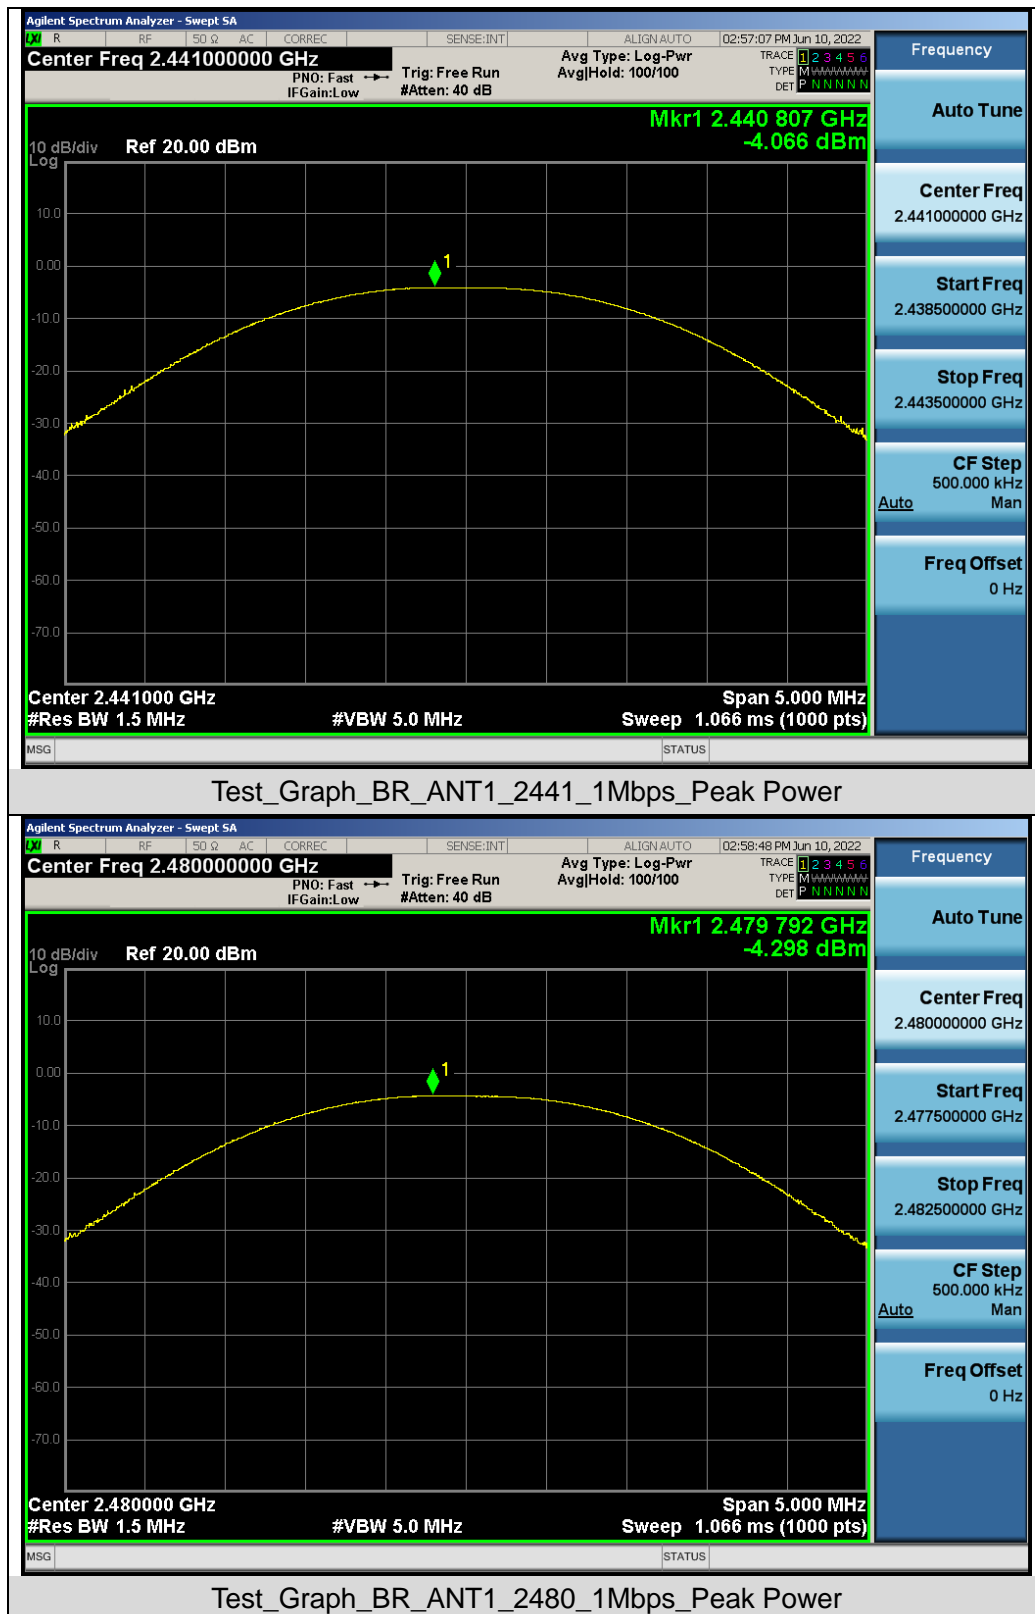 Agilent Spectrum Analyzer - Swept SA
LXI R RF 50 Ω AC CORREC SENSE:INT ALIGN AUTO 02:57:07 PM Jun 10, 2022
Center Freq 2.441000000 GHz
PNO: Fast
IFGain:Low
Trig: Free Run
#Atten: 40 dB
Avg Type: Log-Pwr
Avg|Hold: 100/100
TRACE 1 2 3 4 5 6
TYPE M WWWWW
DET P N N N N N
Mkr1 2.440 807 GHz
-4.066 dBm
10 dB/div Ref 20.00 dBm
Log
10.0
0.00
-10.0
-20.0
-30.0
-40.0
-50.0
-60.0
-70.0
1
Center 2.441000 GHz Span 5.000 MHz
#Res BW 1.5 MHz #VBW 5.0 MHz Sweep 1.066 ms (1000 pts)
MSG STATUS
Frequency
Auto Tune
Center Freq
2.441000000 GHz
Start Freq
2.438500000 GHz
Stop Freq
2.443500000 GHz
CF Step
500.000 kHz
Auto Man
Freq Offset
0 Hz
Test_Graph_BR_ANT1_2441_1Mbps_Peak Power
Agilent Spectrum Analyzer - Swept SA
LXI R RF 50 Ω AC CORREC SENSE:INT ALIGN AUTO 02:58:48 PM Jun 10, 2022
Center Freq 2.480000000 GHz
PNO: Fast
IFGain:Low
Trig: Free Run
#Atten: 40 dB
Avg Type: Log-Pwr
Avg|Hold: 100/100
TRACE 1 2 3 4 5 6
TYPE M WWWWW
DET P N N N N N
Mkr1 2.479 792 GHz
-4.298 dBm
10 dB/div Ref 20.00 dBm
Log
10.0
0.00
-10.0
-20.0
-30.0
-40.0
-50.0
-60.0
-70.0
1
Center 2.480000 GHz Span 5.000 MHz
#Res BW 1.5 MHz #VBW 5.0 MHz Sweep 1.066 ms (1000 pts)
MSG STATUS
Frequency
Auto Tune
Center Freq
2.480000000 GHz
Start Freq
2.477500000 GHz
Stop Freq
2.482500000 GHz
CF Step
500.000 kHz
Auto Man
Freq Offset
0 Hz
Test_Graph_BR_ANT1_2480_1Mbps_Peak Power